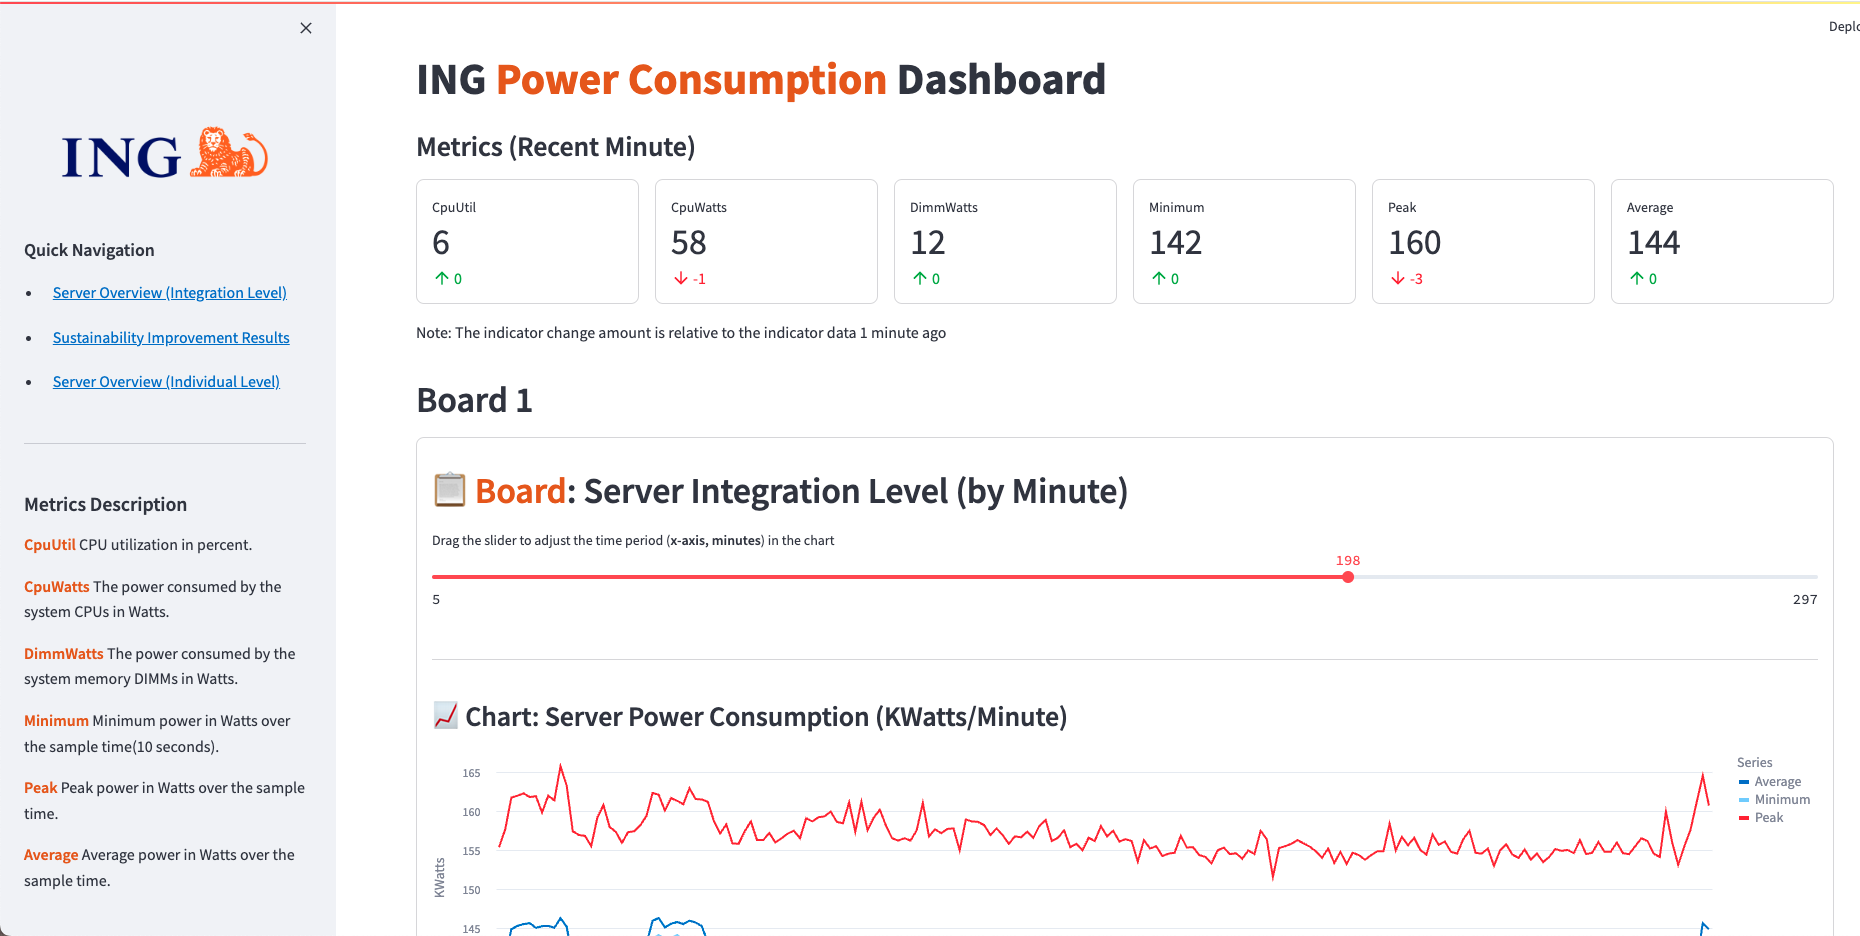 Deplo
ING
Quick Navigation
Server Overview (Integration Level)
Sustainability Improvement Results
Server Overview (Individual Level)
Metrics Description
CpuUtil CPU utilization in percent.
CpuWatts The power consumed by the
system CPUs in Watts.
DimmWatts The power consumed by the
system memory DIMMs in Watts.
Minimum Minimum power in Watts over
the sample time(10 seconds).
Peak Peak power in Watts over the sample
time.
Average Average power in Watts over the
sample time.
ING Power Consumption Dashboard
Metrics (Recent Minute)
CpuUtil
6
0
CpuWatts
58
-1
DimmWatts
12
0
Minimum
142
0
Peak
160
-3
Average
144
0
Note: The indicator change amount is relative to the indicator data 1 minute ago
Board 1
Board: Server Integration Level (by Minute)
Drag the slider to adjust the time period (x-axis, minutes) in the chart
198
5
297
Chart: Server Power Consumption (KWatts/Minute)
165
160
155
150
145
KWatts
Series
Average
Minimum
Peak